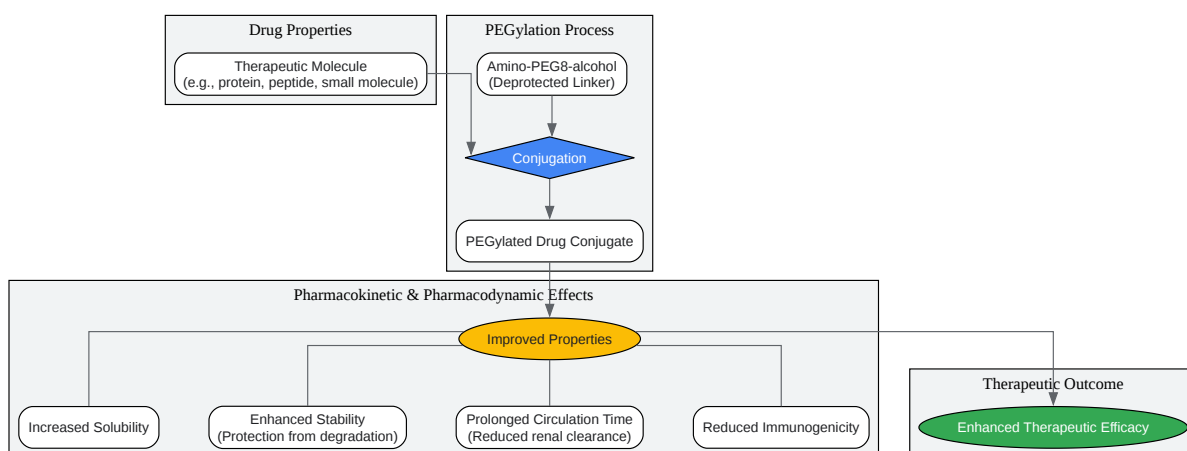 Drug Properties
PEGylation Process
Therapeutic Molecule
(e.g., protein, peptide, small molecule)
Amino-PEG8-alcohol
(Deprotected Linker)
Conjugation
PEGylated Drug Conjugate
Pharmacokinetic & Pharmacodynamic Effects
Improved Properties
Therapeutic Outcome
Increased Solubility
Enhanced Stability
(Protection from degradation)
Prolonged Circulation Time
(Reduced renal clearance)
Reduced Immunogenicity
Enhanced Therapeutic Efficacy